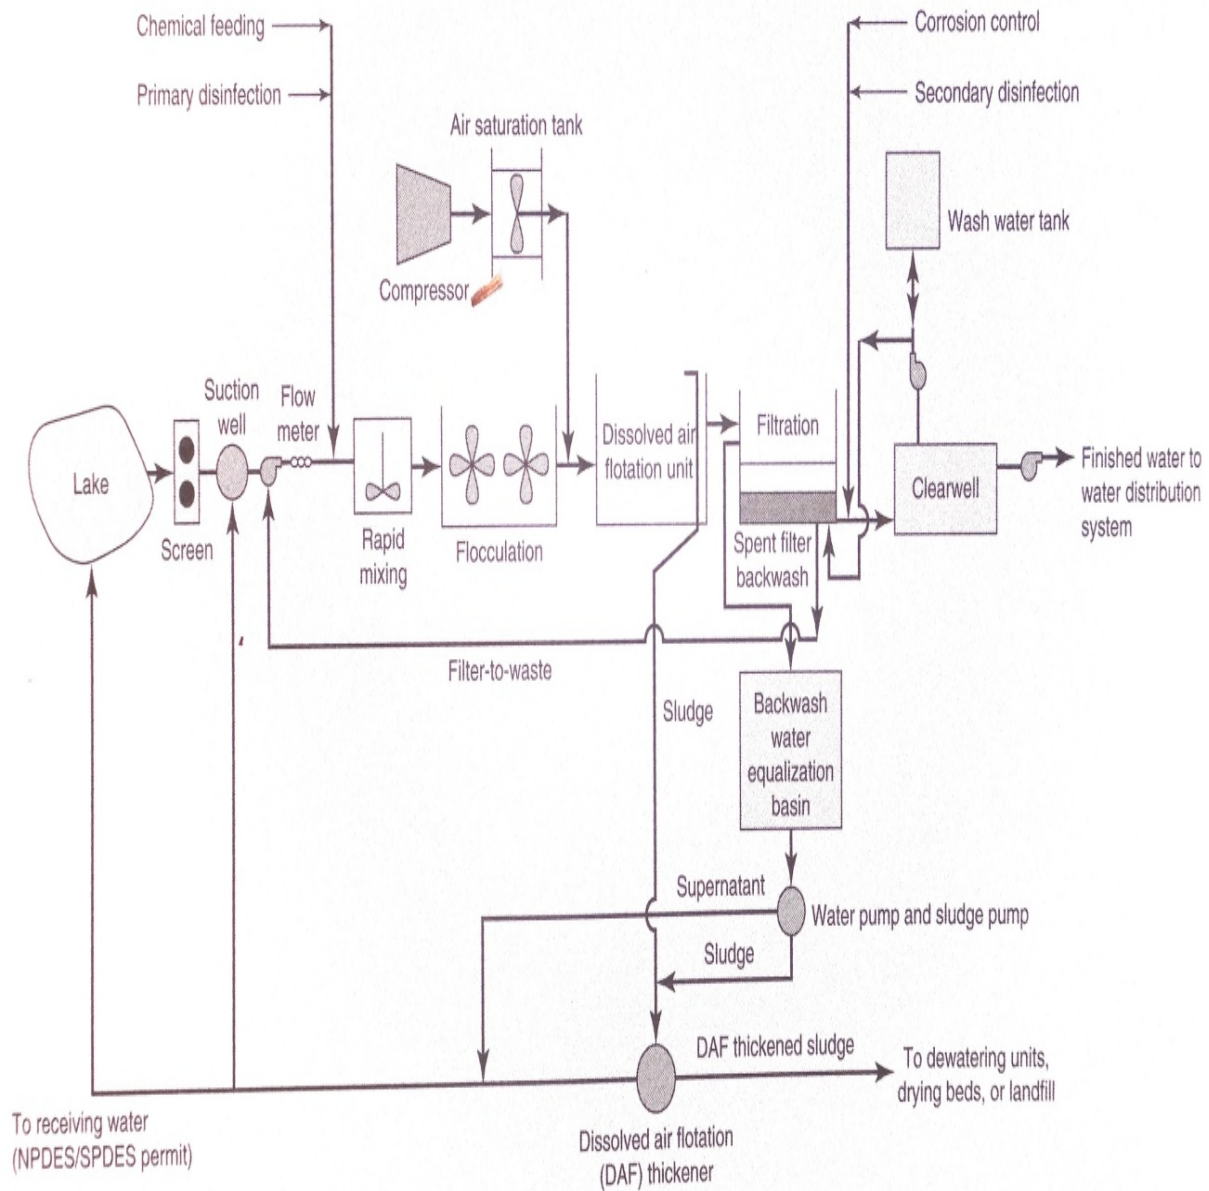 Chemical feeding
Primary disinfection
Corrosion control
Secondary disinfection
Air saturation tank
Compressor
Wash water tank
Suction
well
Flow
meter
Lake
Screen
Rapid
mixing
Flocculation
Dissolved air
flotation unit
Filtration
Spent filter
backwash
Clearwell
Finished water to
water distribution
system
Filter-to-waste
Sludge
Backwash
water
equalization
basin
Supernatant
Water pump and sludge pump
Sludge
DAF thickened sludge
To dewatering units,
drying beds, or landfill
To receiving water
(NPDES/SPDES permit)
Dissolved air flotation
(DAF) thickener